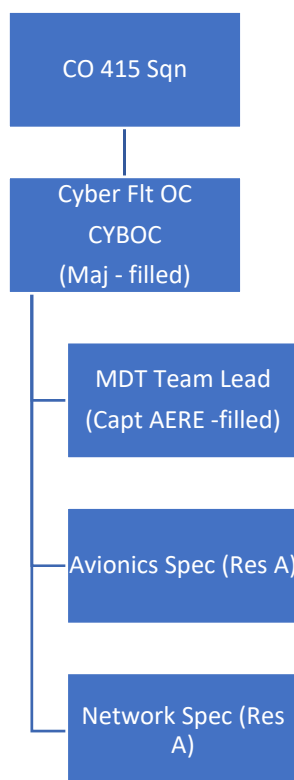 CO 415 Sqn
Cyber Flt OC
CYBOC
(Maj - filled)
MDT Team Lead
(Capt AERE -filled)
Avionics Spec (Res A)
Network Spec (Res
A)